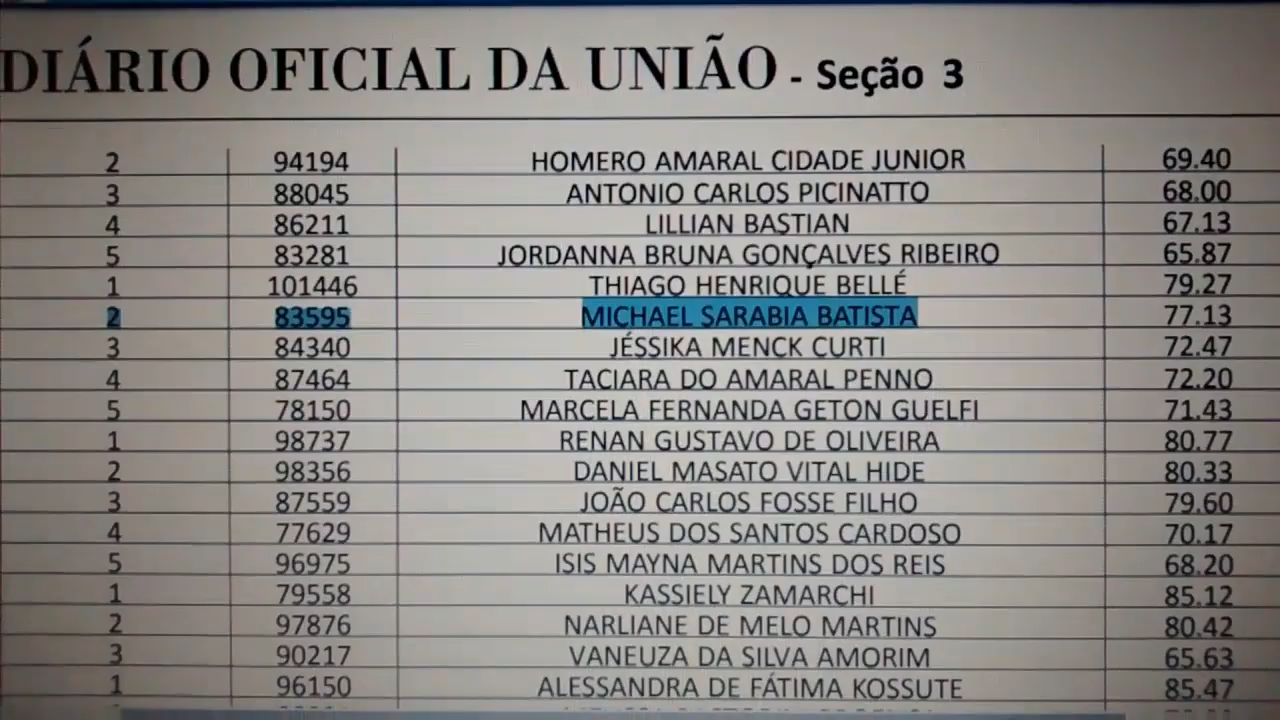 DIÁRIO OFICIAL DA UNIÃO - Seção 3
2 94194 HOMERO AMARAL CIDADE JUNIOR 69.40
3 88045 ANTONIO CARLOS PICINATTO 68.00
4 86211 LILLIAN BASTIAN 67.13
5 83281 JORDANNA BRUNA GONÇALVES RIBEIRO 65.87
1 101446 THIAGO HENRIQUE BELLÉ 79.27
2 83595 MICHAEL SARABIA BATISTA 77.13
3 84340 JÉSSIKA MENCK CURTI 72.47
4 87464 TACIARA DO AMARAL PENNO 72.20
5 78150 MARCELA FERNANDA GETON GUELFI 71.43
1 98737 RENAN GUSTAVO DE OLIVEIRA 80.77
2 98356 DANIEL MASATO VITAL HIDE 80.33
3 87559 JOÃO CARLOS FOSSE FILHO 79.60
4 77629 MATHEUS DOS SANTOS CARDOSO 70.17
5 96975 ISIS MAYNA MARTINS DOS REIS 68.20
1 79558 KASSIELY ZAMARCHI 85.12
2 97876 NARLIANE DE MELO MARTINS 80.42
3 90217 VANEUZA DA SILVA AMORIM 65.63
1 96150 ALESSANDRA DE FÁTIMA KOSSUTE 85.47